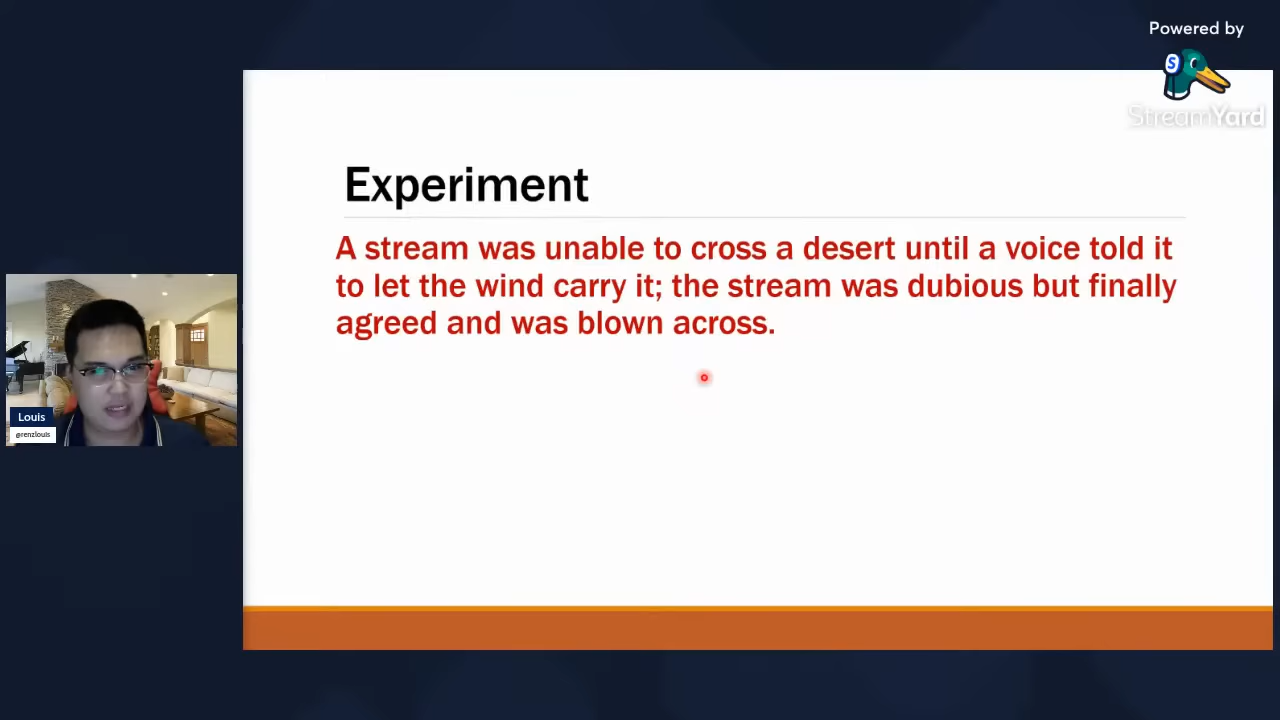 Powered by
StreamYard
Experiment
A stream was unable to cross a desert until a voice told it
to let the wind carry it; the stream was dubious but finally
agreed and was blown across.
Louis
@renzlouis